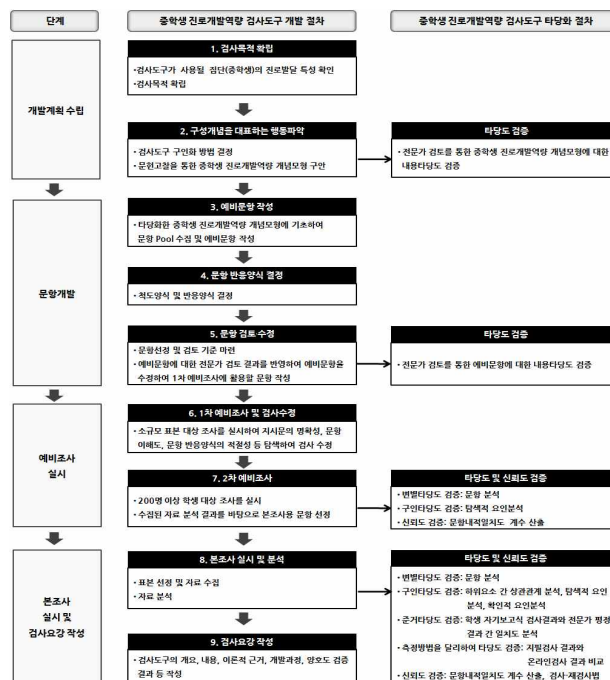 단계
중학생 진로개발역량 검사도구 개발 절차
중학생 진로개발역량 검사도구 타당화 절차
개발계획 수립
1. 검사목적 확립
·검사도구가 사용될 집단(중학생)의 진로발달 특성 확인
·검사목적 확립
2. 구성개념을 대표하는 행동파악
· 검사도구 구인화 방법 결정
· 문헌고찰을 통한 중학생 진로개발역량 개념모형 구안
타당도 검증
· 전문가 검토를 통한 중학생 진로개발역량 개념모형에 대한
내용타당도 검증
문항개발
3. 예비문항 작성
· 타당화한 중학생 진로개발역량 개념모형에 기초하여
문항 Pool 수집 및 예비문항 작성
4. 문항 반응양식 결정
· 척도양식 및 반응양식 결정
5. 문항 검토·수정
· 문항선정 및 검토 기준 마련
· 예비문항에 대한 전문가 검토 결과를 반영하여 예비문항을
수정하여 1차 예비조사에 활용할 문항 작성
타당도 검증
· 전문가 검토를 통한 예비문항에 대한 내용타당도 검증
예비조사
실시
6. 1차 예비조사 및 검사수정
· 소규모 표본 대상 조사를 실시하여 지시문의 명확성, 문항
이해도, 문항 반응양식의 적절성 등 탐색하여 검사 수정
7. 2차 예비조사
· 200명 이상 학생 대상 조사를 실시
· 수집된 자료 분석 결과를 바탕으로 본조사용 문항 선정
타당도 및 신뢰도 검증
· 변별타당도 검증: 문항 분석
· 구인타당도 검증: 탐색적 요인분석
· 신뢰도 검증: 문항내적일치도 계수 산출
본조사
실시 및
검사요강 작성
8. 본조사 실시 및 분석
· 표본 선정 및 자료 수집
· 자료 분석
타당도 및 신뢰도 검증
· 변별타당도 검증: 문항 분석
· 구인타당도 검증: 하위요소 간 상관관계 분석, 탐색적 요인
분석, 확인적 요인분석
· 준거타당도 검증: 학생 자기보고식 검사결과와 전문가 평정
결과 간 일치도 분석
· 측정방법을 달리하여 타당도 검증: 지필검사 결과와
온라인검사 결과 비교
· 신뢰도 검증: 문항내적일치도 계수 산출, 검사-재검사법
9. 검사요강 작성
· 검사도구의 개요, 내용, 이론적 근거, 개발과정, 양호도 검증
결과 등 작성